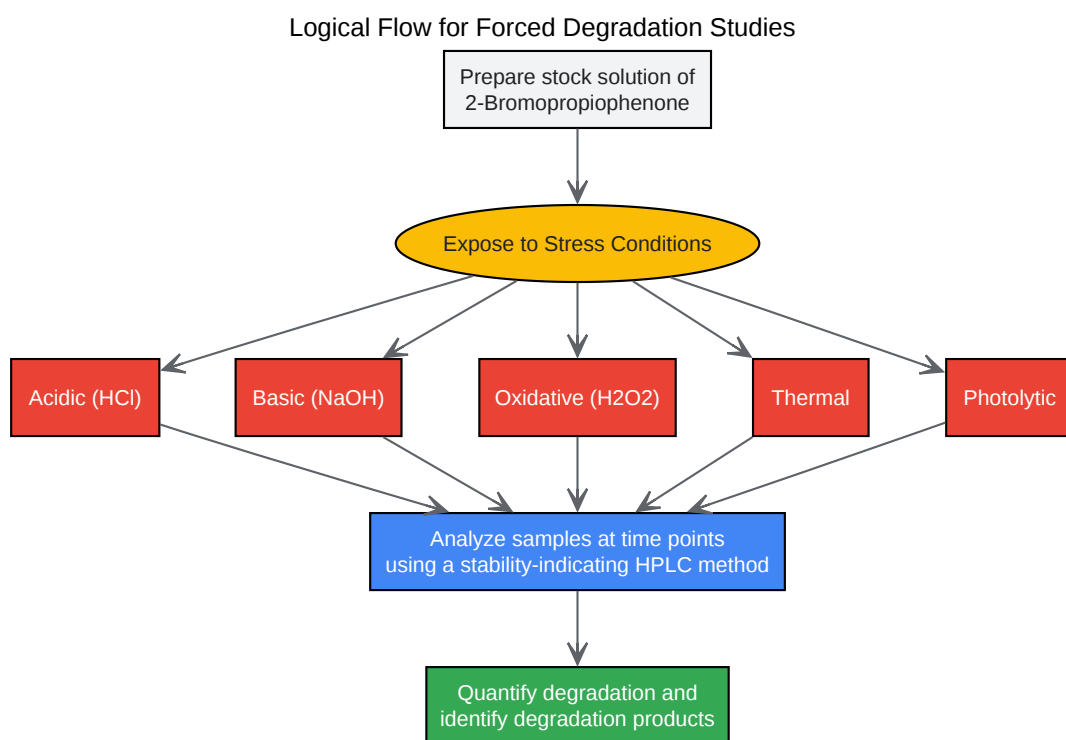 Logical Flow for Forced Degradation Studies
Prepare stock solution of
2-Bromopropiophenone
Expose to Stress Conditions
Acidic (HCl)
Basic (NaOH)
Oxidative (H2O2)
Thermal
Photolytic
Analyze samples at time points
using a stability-indicating HPLC method
Quantify degradation and
identify degradation products